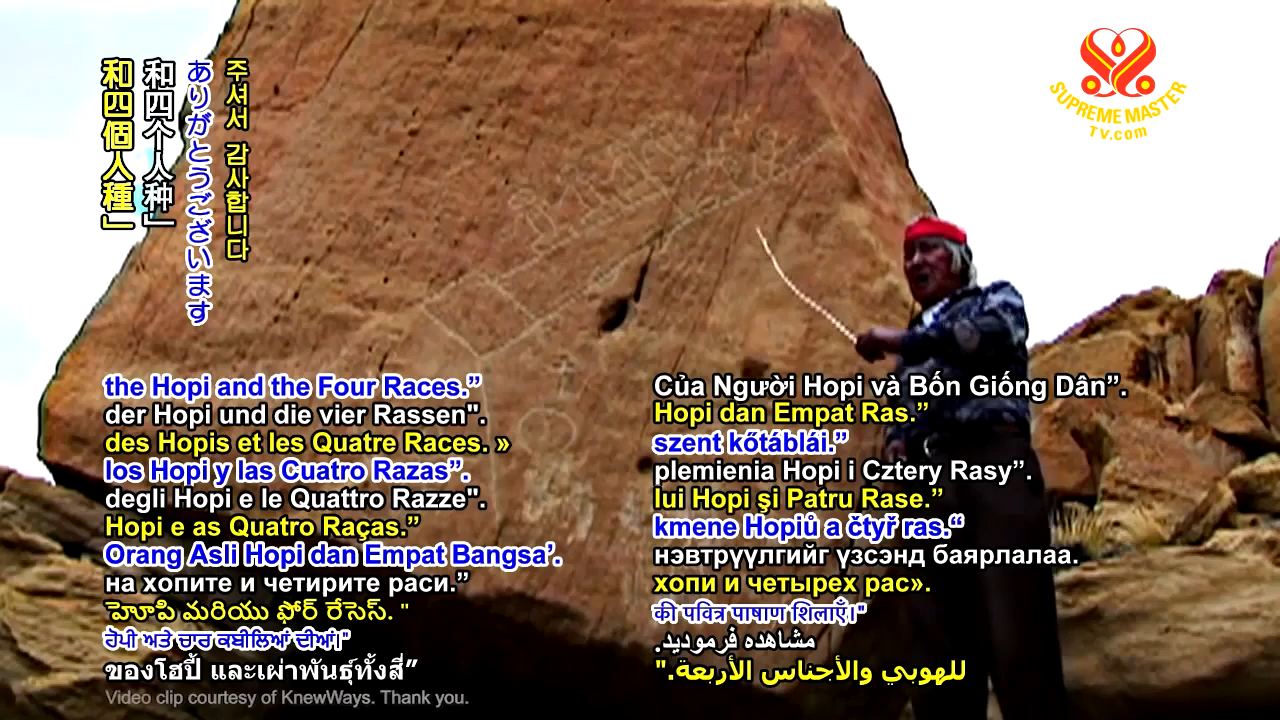 和四個人種」
和四个人种」
ありがとうございます
주셔서 감사합니다
SUPREME MASTER
TV.com
the Hopi and the Four Races.”
der Hopi und die vier Rassen".
des Hopis et les Quatre Races. »
los Hopi y las Cuatro Razas”.
degli Hopi e le Quattro Razze".
Hopi e as Quatro Raças.”
Orang Asli Hopi dan Empat Bangsa’.
на хопите и четирите раси.”
హెూపి మరియు ఫోర్ రేసెస్. "
ਹੋਪੀ ਅਤੇ ਚਾਰ ਕਬੀਲਿਆਂ ਦੀਆਂ।"
ของโฮปี้ และเผ่าพันธุ์ทั้งสี่”
Video clip courtesy of KnewWays. Thank you.
Của Người Hopi và Bốn Giống Dân”.
Hopi dan Empat Ras.”
szent kőtáblái.”
plemienia Hopi i Cztery Rasy”.
lui Hopi şi Patru Rase.”
kmene Hopiů a čtyř ras.“
нэвтрүүлгийг үзсэнд баярлалаа.
хопи и четырех рас».
की पवित्र पाषाण शिलाएँ।"
مشاهده فرمودید.
للهوبي والأجناس الأربعة."